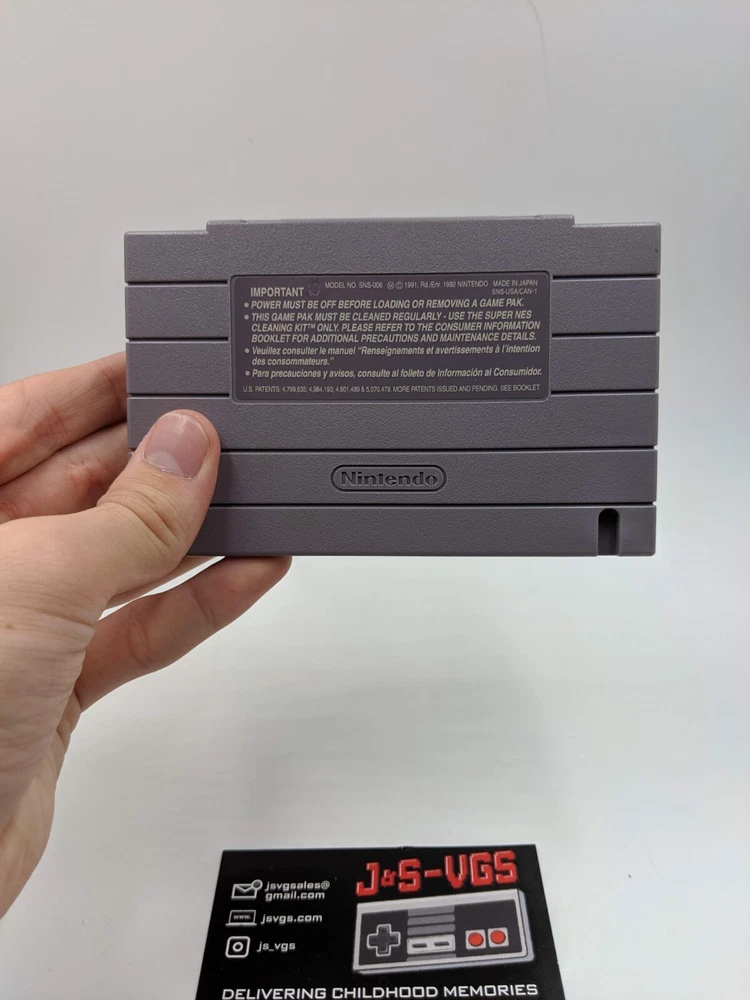 IMPORTANT MODEL NO. SNS-006 Ⓜ © 1991, Rd./Enr. 1992 NINTENDO MADE IN JAPAN
SNS-USA/CAN-1
• POWER MUST BE OFF BEFORE LOADING OR REMOVING A GAME PAK.
• THIS GAME PAK MUST BE CLEANED REGULARLY - USE THE SUPER NES
CLEANING KIT™ ONLY. PLEASE REFER TO THE CONSUMER INFORMATION
BOOKLET FOR ADDITIONAL PRECAUTIONS AND MAINTENANCE DETAILS.
• Veuillez consulter le manuel "Renseignements et avertissements à l'intention
des consommateurs."
• Para precauciones y avisos, consulte al folleto de Información al Consumidor.
U.S. PATENTS: 4,799,635; 4,984,193; 4,801,489 & 5,070,479. MORE PATENTS ISSUED AND PENDING, SEE BOOKLET.
Nintendo
J&S-VGS
jsvgsales@
gmail.com
www.
jsvgs.com
js_vgs
DELIVERING CHILDHOOD MEMORIES